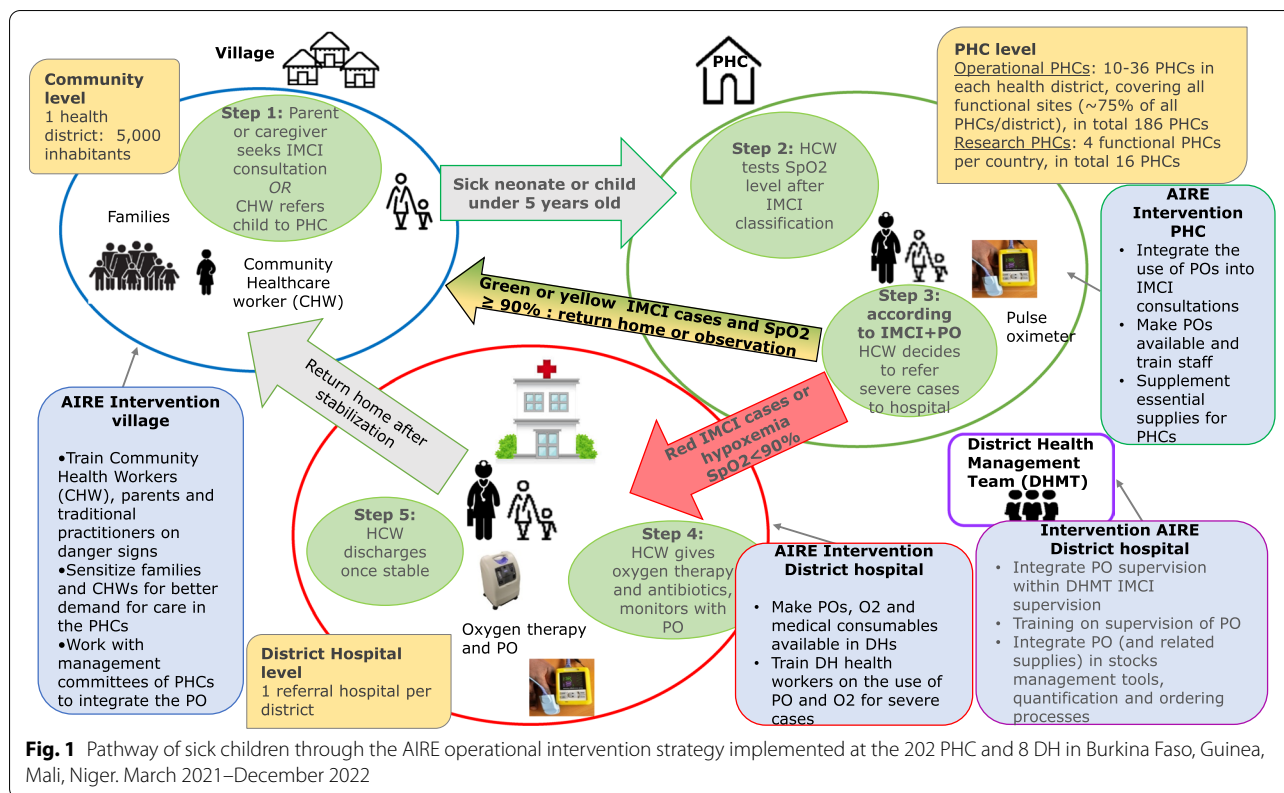 Village
PHC
Community
level
1 health
district: 5,000
inhabitants
Step 1: Parent
or caregiver
seeks IMCI
consultation
OR
CHW refers
child to PHC
Families
Community
Healthcare
worker (CHW)
Sick neonate or child
under 5 years old
Step 2: HCW
tests SpO2
level after
IMCI
classification
PHC level
Operational PHCs: 10-36 PHCs in
each health district, covering all
functional sites (~75% of all
PHCs/district), in total 186 PHCs
Research PHCs: 4 functional PHCs
per country, in total 16 PHCs
AIRE
Intervention
PHC
• Integrate the
use of POs into
IMCI
consultations
• Make POs
available and
train staff
• Supplement
essential
supplies for
PHCs
Pulse
oximeter
Step 3:
according
to IMCI+PO
HCW decides
to refer
severe cases
to hospital
Green or yellow IMCI cases and SpO2
≥ 90% : return home or observation
Red IMCI cases or
hypoxemia
SpO2<90%
Return home after
stabilization
AIRE Intervention
village
•Train Community
Health Workers
(CHW), parents and
traditional
practitioners on
danger signs
•Sensitize families
and CHWs for better
demand for care in
the PHCs
•Work with
management
committees of PHCs
to integrate the PO
Step 5:
HCW
discharges
once stable
Step 4:
HCW gives
oxygen therapy
and antibiotics,
monitors with
PO
Oxygen therapy
and PO
District Hospital
level
1 referral hospital per
district
AIRE Intervention
District hospital
• Make POs, O2 and
medical consumables
available in DHs
• Train DH health
workers on the use of
PO and O2 for severe
cases
District Health
Management
Team (DHMT)
Intervention AIRE
District hospital
• Integrate PO supervision
within DHMT IMCI
supervision
• Training on supervision of PO
• Integrate PO (and related
supplies) in stocks
management tools,
quantification and ordering
processes
Fig. 1 Pathway of sick children through the AIRE operational intervention strategy implemented at the 202 PHC and 8 DH in Burkina Faso, Guinea,
Mali, Niger. March 2021–December 2022